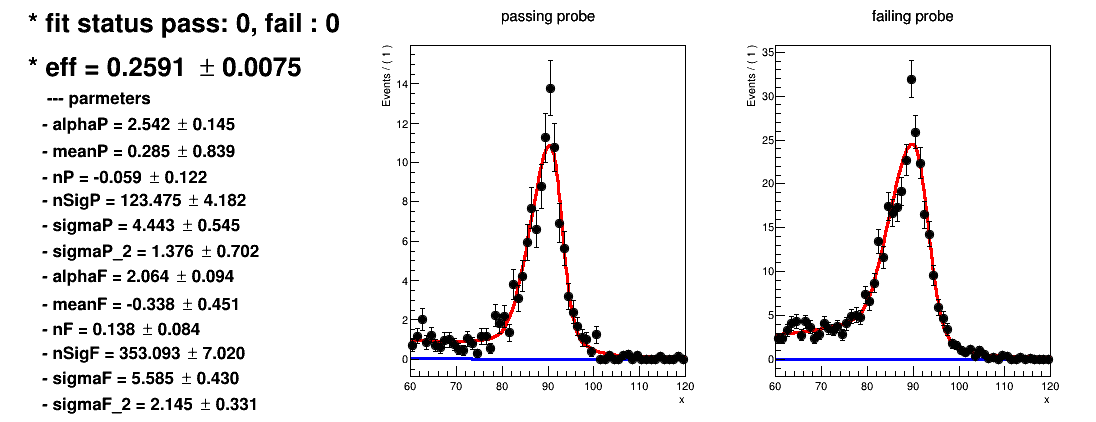 * fit status pass: 0, fail : 0
* eff = 0.2591 ± 0.0075
--- parmeters
- alphaP = 2.542 ± 0.145
- meanP = 0.285 ± 0.839
- nP = -0.059 ± 0.122
- nSigP = 123.475 ± 4.182
- sigmaP = 4.443 ± 0.545
- sigmaP_2 = 1.376 ± 0.702
- alphaF = 2.064 ± 0.094
- meanF = -0.338 ± 0.451
- nF = 0.138 ± 0.084
- nSigF = 353.093 ± 7.020
- sigmaF = 5.585 ± 0.430
- sigmaF_2 = 2.145 ± 0.331
passing probe
Events / ( 1 )
14
12
10
8
6
4
2
0
60 70 80 90 100 110 120
x
failing probe
Events / ( 1 )
35
30
25
20
15
10
5
0
60 70 80 90 100 110 120
x